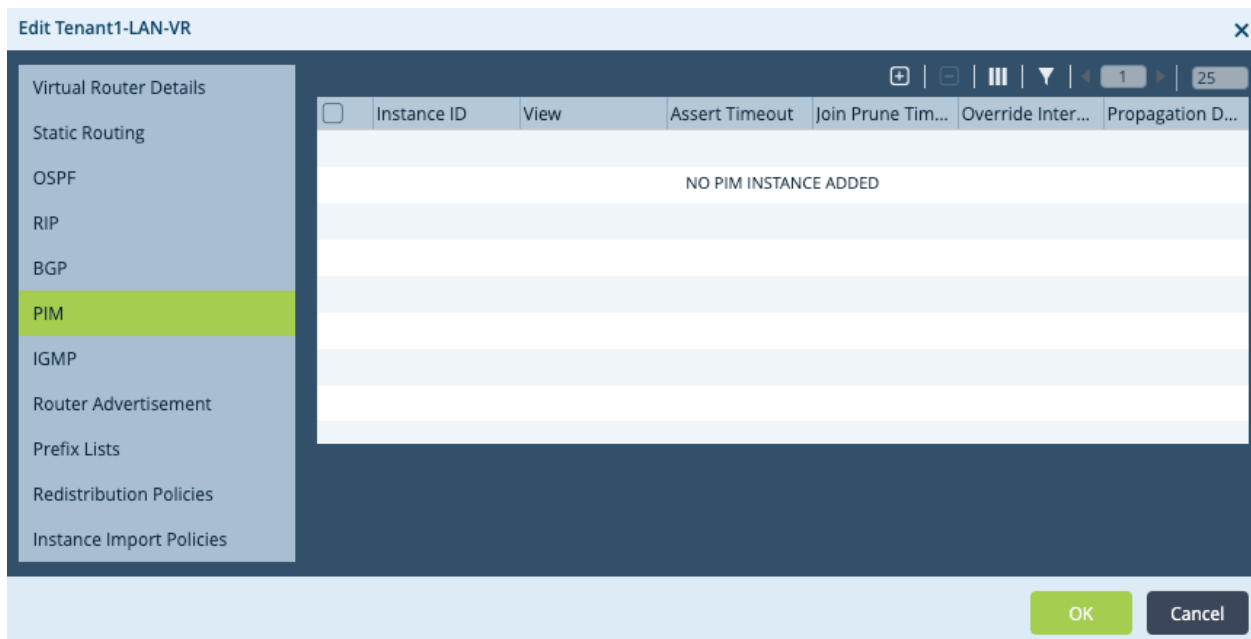 Edit Tenant1-LAN-VR
Virtual Router Details
Static Routing
OSPF
RIP
BGP
PIM
IGMP
Router Advertisement
Prefix Lists
Redistribution Policies
Instance Import Policies
1 25
Instance ID View Assert Timeout Join Prune Tim... Override Inter... Propagation D...
NO PIM INSTANCE ADDED
OK Cancel